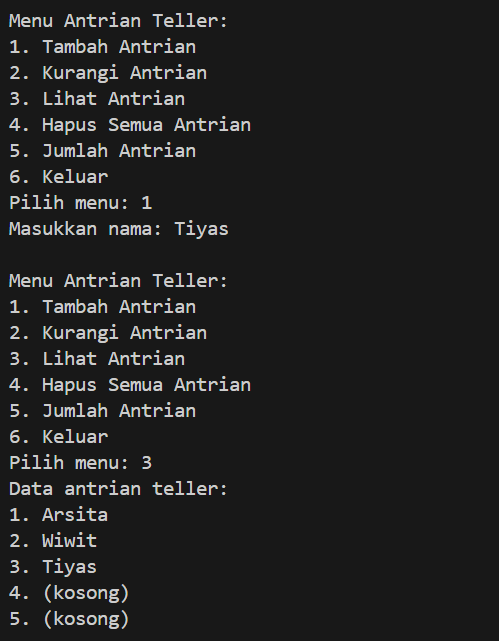 Menu Antrian Teller:
1. Tambah Antrian
2. Kurangi Antrian
3. Lihat Antrian
4. Hapus Semua Antrian
5. Jumlah Antrian
6. Keluar
Pilih menu: 1
Masukkan nama: Tiyas

Menu Antrian Teller:
1. Tambah Antrian
2. Kurangi Antrian
3. Lihat Antrian
4. Hapus Semua Antrian
5. Jumlah Antrian
6. Keluar
Pilih menu: 3
Data antrian teller:
1. Arsita
2. Wiwit
3. Tiyas
4. (kosong)
5. (kosong)